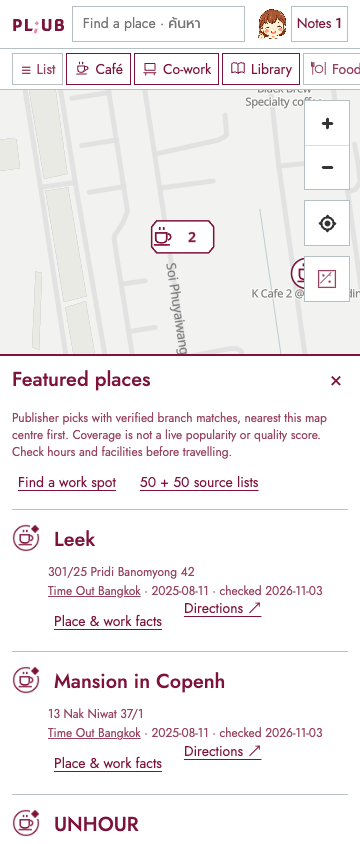 PL;UB
Find a place · ค้นหา
Notes 1
≡ List
Café
Co-work
Library
Food
Specialty coffee
+
−
2
Soi Phuyaiwang
K Cafe 2 @
Featured places
×
Publisher picks with verified branch matches, nearest this map
centre first. Coverage is not a live popularity or quality score.
Check hours and facilities before travelling.
Find a work spot
50 + 50 source lists
Leek
301/25 Pridi Banomyong 42
Time Out Bangkok · 2025-08-11 · checked 2026-11-03
Place & work facts
Directions ↗
Mansion in Copenh
13 Nak Niwat 37/1
Time Out Bangkok · 2025-08-11 · checked 2026-11-03
Place & work facts
Directions ↗
UNHOUR